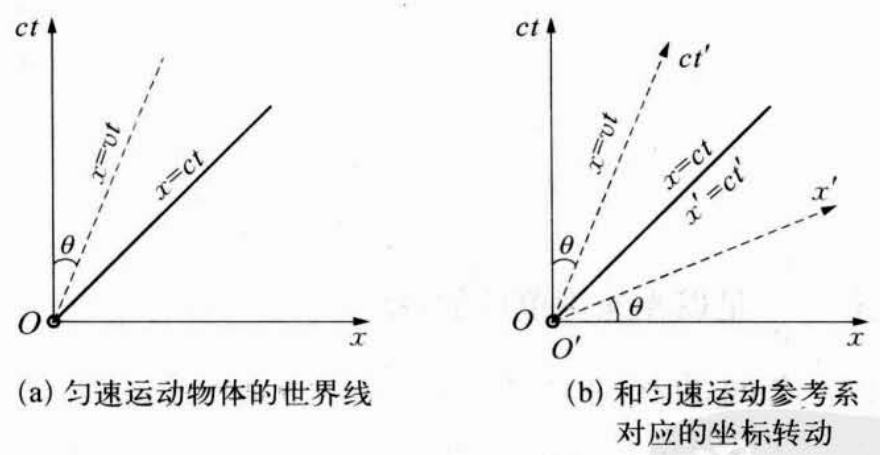 ct
x=vt
x=ct
θ
O
x
(a) 匀速运动物体的世界线
ct
ct′
x=vt
x=ct
x′=ct′
x′
θ
θ
O
O′
x
(b) 和匀速运动参考系
对应的坐标转动